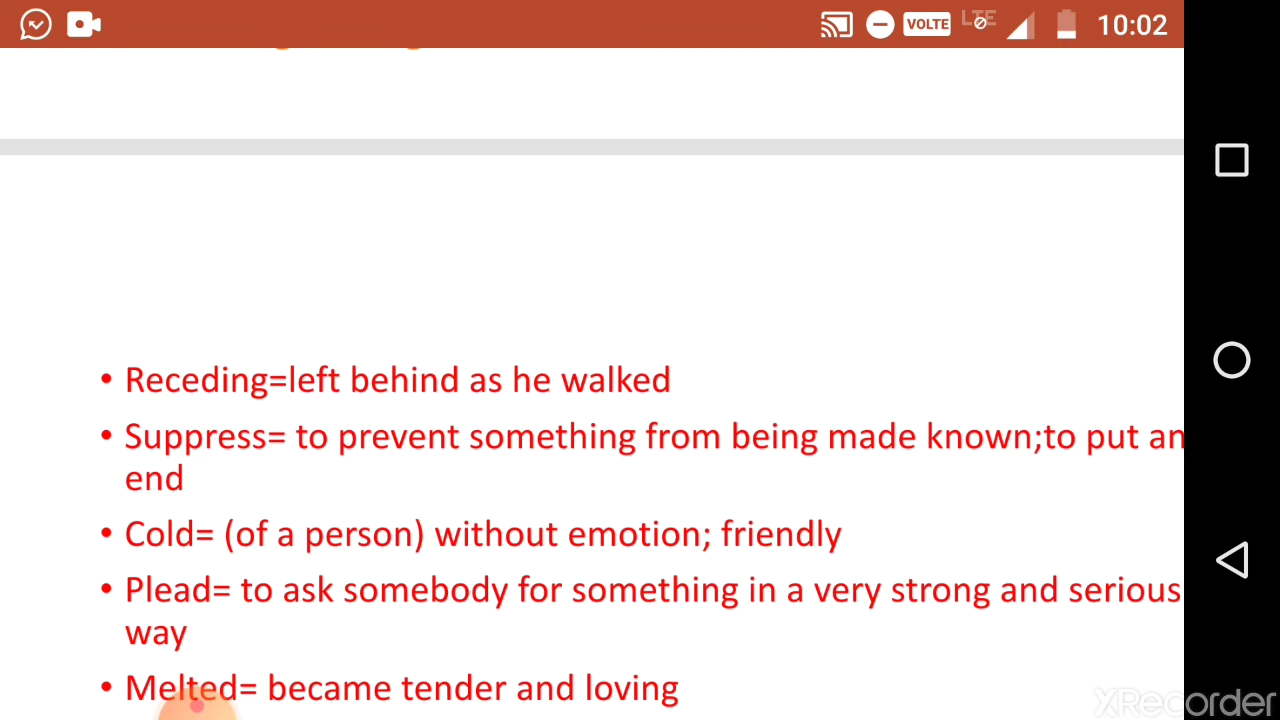 VOLTE LTE 10:02
• Receding=left behind as he walked
• Suppress= to prevent something from being made known;to put an
end
• Cold= (of a person) without emotion; friendly
• Plead= to ask somebody for something in a very strong and serious
way
• Melted= became tender and loving
XRecorder